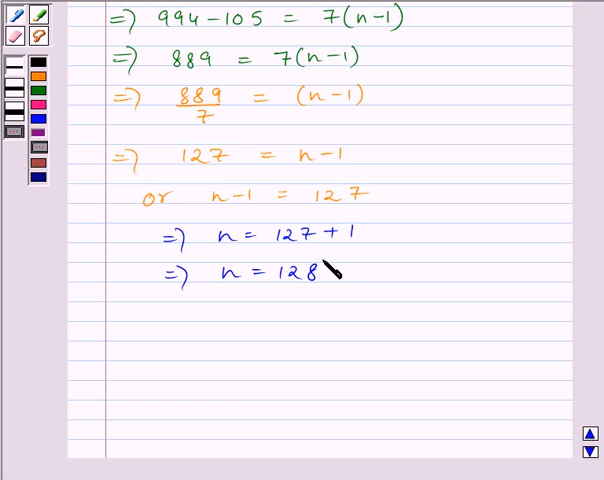 ⇒) 994 - 105 = 7(n-1)
⇒) 889 = 7(n-1)
⇒) 889/7 = (n-1)
⇒) 127 = n-1
or n-1 = 127
⇒) n = 127 + 1
⇒) n = 128